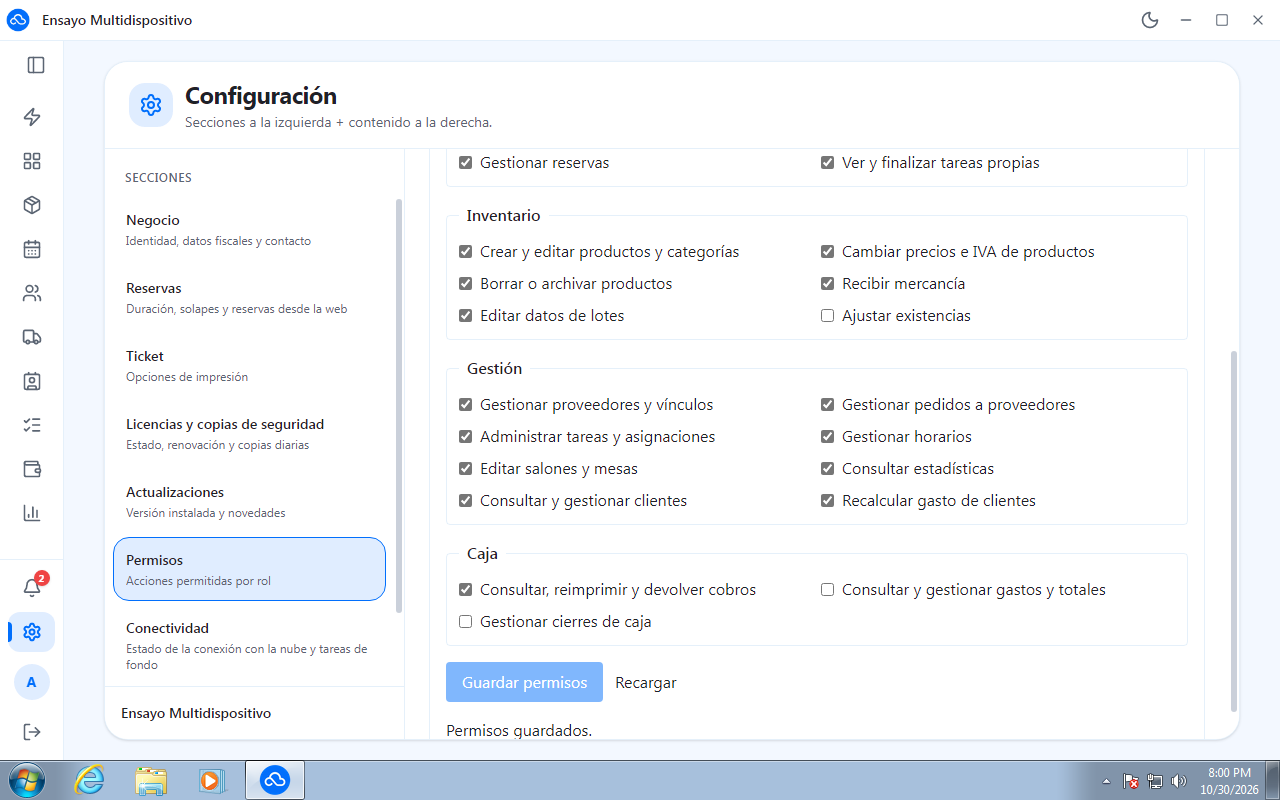 Ensayo Multidispositivo
Configuración
Secciones a la izquierda + contenido a la derecha.
SECCIONES
Negocio
Identidad, datos fiscales y contacto
Reservas
Duración, solapes y reservas desde la web
Ticket
Opciones de impresión
Licencias y copias de seguridad
Estado, renovación y copias diarias
Actualizaciones
Versión instalada y novedades
Permisos
Acciones permitidas por rol
Conectividad
Estado de la conexión con la nube y tareas de
fondo
Ensayo Multidispositivo
2
A
Gestionar reservas
Ver y finalizar tareas propias
Inventario
Crear y editar productos y categorías
Cambiar precios e IVA de productos
Borrar o archivar productos
Recibir mercancía
Editar datos de lotes
Ajustar existencias
Gestión
Gestionar proveedores y vínculos
Gestionar pedidos a proveedores
Administrar tareas y asignaciones
Gestionar horarios
Editar salones y mesas
Consultar estadísticas
Consultar y gestionar clientes
Recalcular gasto de clientes
Caja
Consultar, reimprimir y devolver cobros
Consultar y gestionar gastos y totales
Gestionar cierres de caja
Guardar permisos
Recargar
Permisos guardados.
8:00 PM
10/30/2026